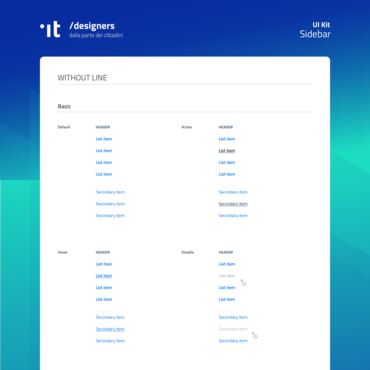 it
/designers
dalla parte dei cittadini
UI Kit
Sidebar
WITHOUT LINE
Basic
Default
HEADER
List item
List item
List item
List item
Secondary item
Secondary item
Secondary item
Active
HEADER
List item
List item
List item
List item
Secondary item
Secondary item
Secondary item
Hover
HEADER
List item
List item
List item
List item
Secondary item
Secondary item
Secondary item
Disable
HEADER
List item
List item
List item
List item
Secondary item
Secondary item
Secondary item